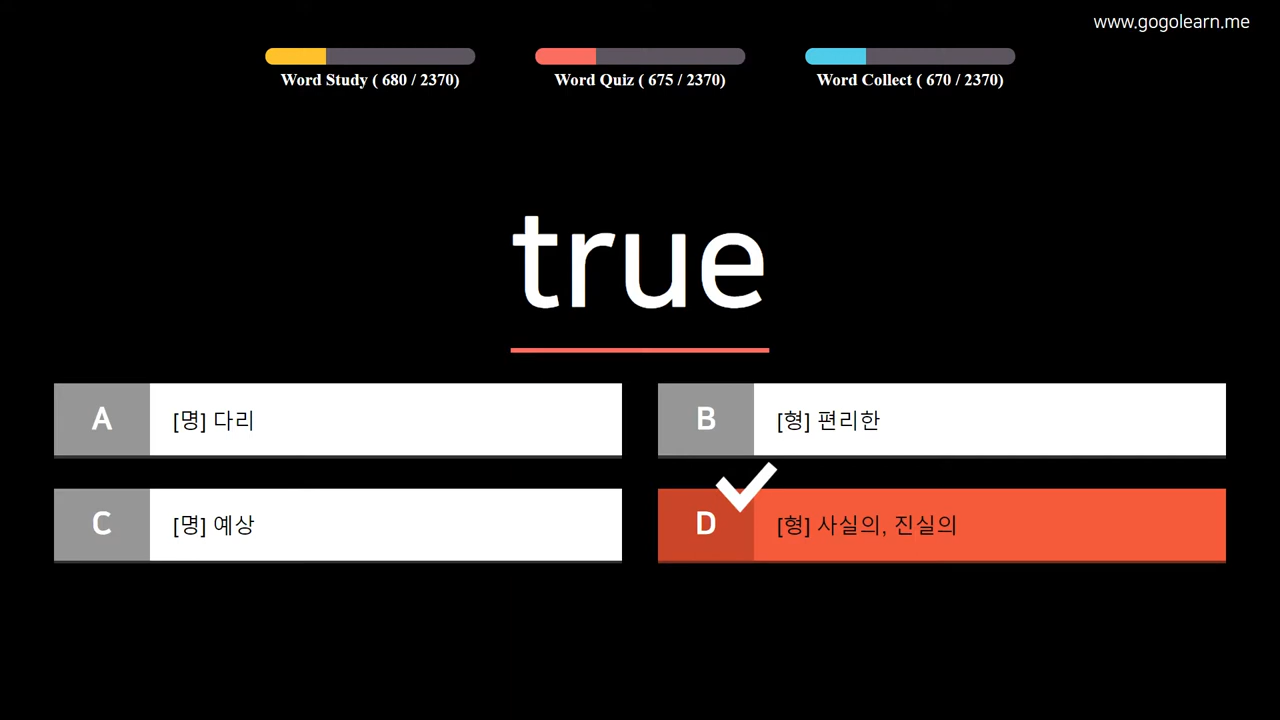 www.gogolearn.me
Word Study ( 680 / 2370)
Word Quiz ( 675 / 2370)
Word Collect ( 670 / 2370)
true
A [명] 다리
B [형] 편리한
C [명] 예상
D [형] 사실의, 진실의